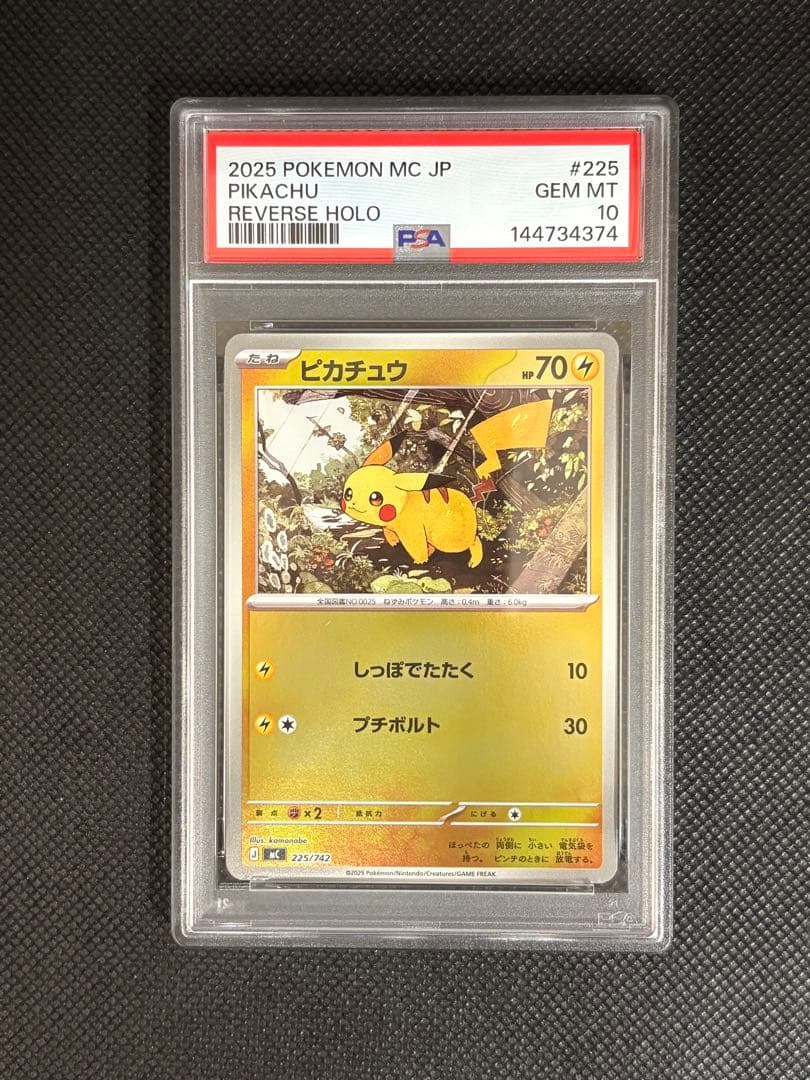 2025 POKEMON MC JP #225
PIKACHU GEM MT
REVERSE HOLO 10
PSA 144734374
たね ピカチュウ HP70
全国図鑑NO.0025 ねずみポケモン 高さ:0.4m 重さ:6.0kg
しっぽでたたく 10
プチボルト 30
弱点 ×2 抵抗力 にげる
Illus. komonabe
ほっぺたの 両側に 小さい 電気袋を
持つ。 ピンチのときに 放電する。
J MC 225/742
©2025 Pokémon/Nintendo/Creatures/GAME FREAK.